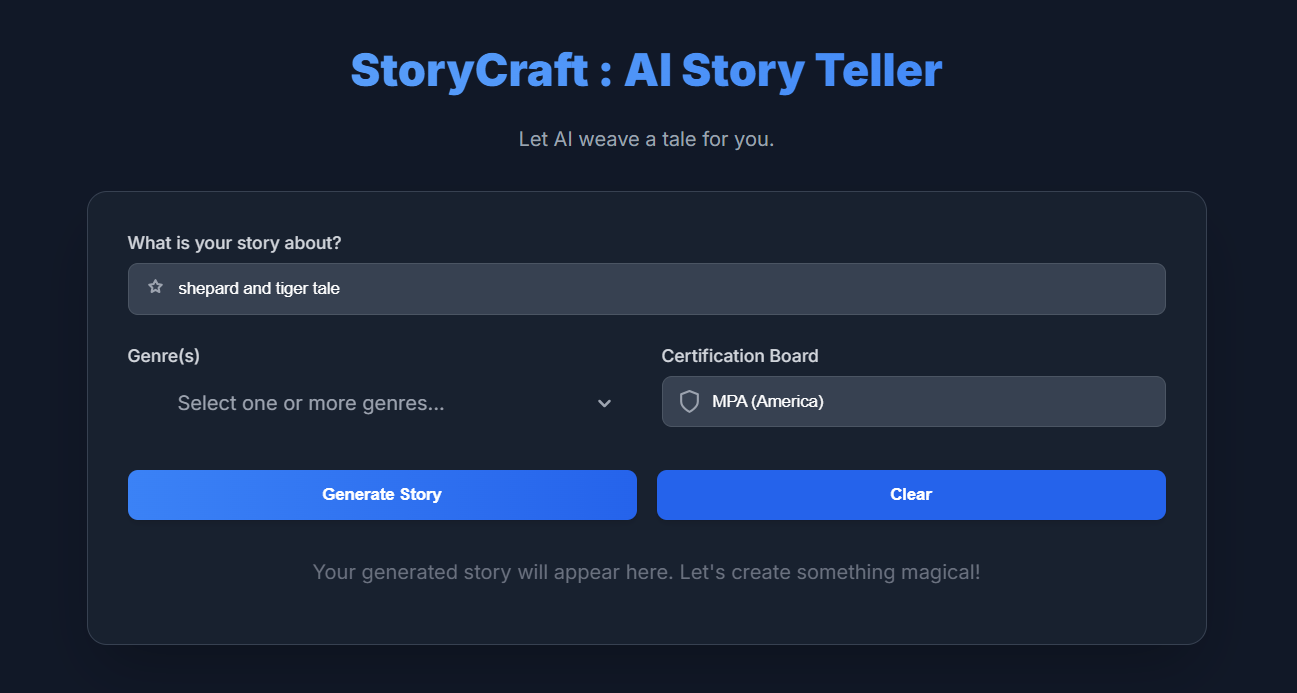 StoryCraft : AI Story Teller
Let AI weave a tale for you.
What is your story about?
shepard and tiger tale
Genre(s)
Certification Board
Select one or more genres...
MPA (America)
Generate Story
Clear
Your generated story will appear here. Let's create something magical!